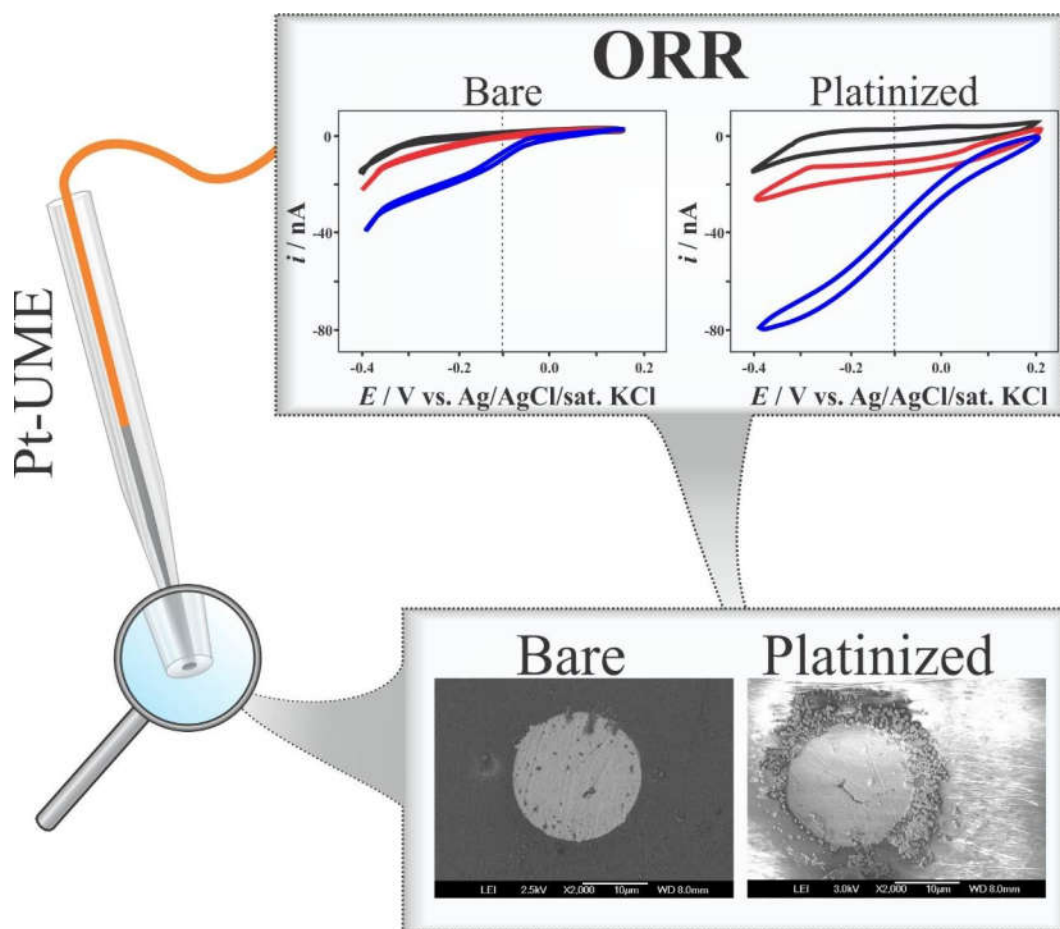 ORR
Bare
Platinized
0
-40
-80
i / nA
-0.4
-0.2
0.0
0.2
E / V vs. Ag/AgCl/sat. KCl
0
-40
-80
i / nA
-0.4
-0.2
0.0
0.2
E / V vs. Ag/AgCl/sat. KCl
Pt-UME
Bare
Platinized
LEI 2.5kV X2,000 10μm WD 8.0mm
LEI 3.0kV X2,000 10μm WD 8.0mm